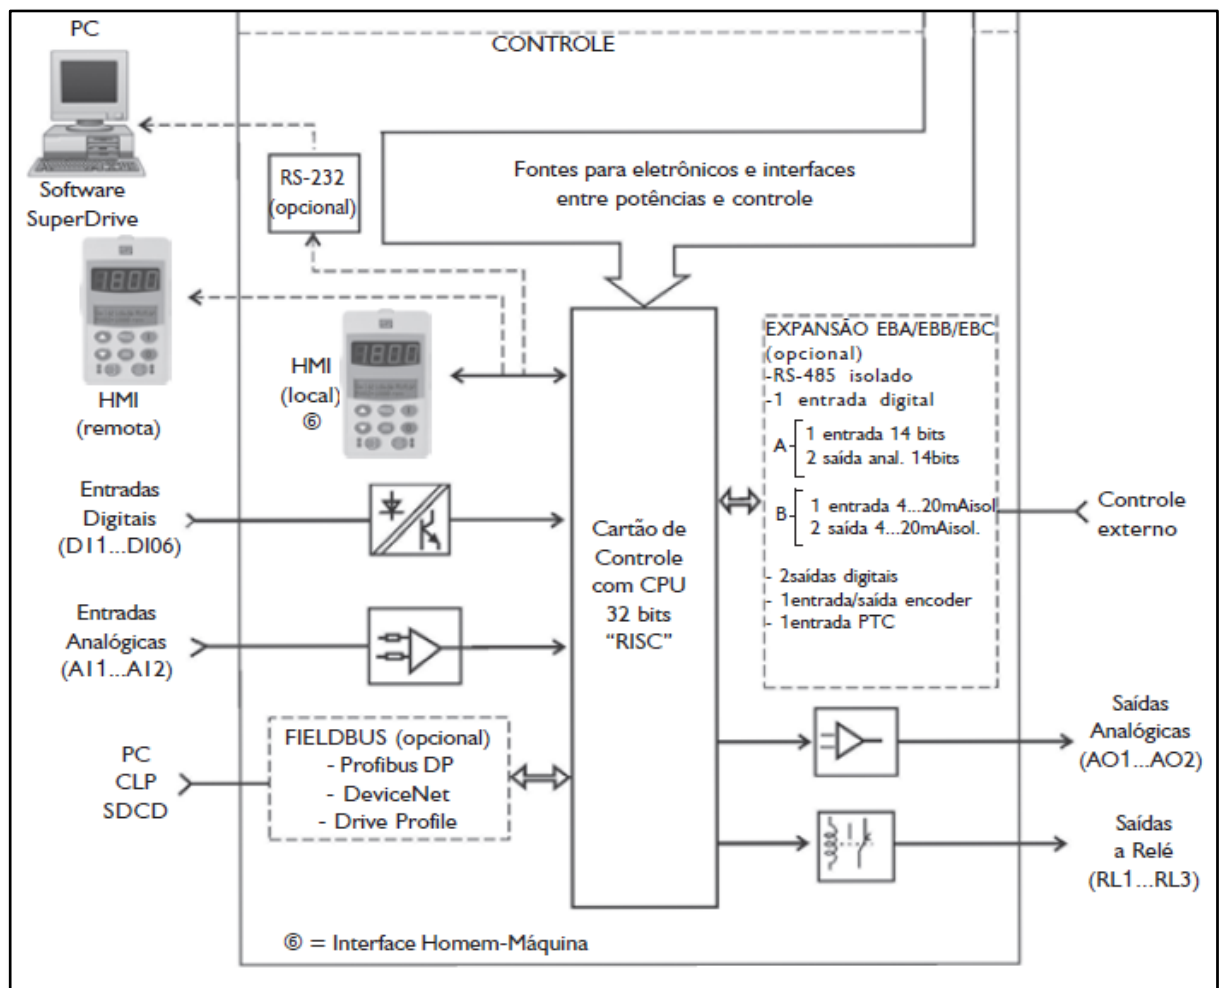 PC
CONTROLE
Software
SuperDrive
RS-232
(opcional)
Fontes para eletrônicos e interfaces
entre potências e controle
1800
HMI
(remota)
1800
HMI
(local)
⑥
Entradas
Digitais
(D11...DI06)
Entradas
Analógicas
(A11...A12)
PC
CLP
SDCD
FIELDBUS (opcional)
- Profibus DP
- DeviceNet
- Drive Profile
Cartão de
Controle
com CPU
32 bits
“RISC”
EXPANSÃO EBA/EBB/EBC
(opcional)
-RS-485 isolado
-1 entrada digital
A
1 entrada 14 bits
2 saída anal. 14bits
B
1 entrada 4...20mAisol
2 saída 4...20mAisol.
- 2saídas digitais
- 1entrada/saída encoder
- 1entrada PTC
Controle
externo
Saídas
Analógicas
(AO1...AO2)
Saídas
a Relé
(RL1...RL3)
⑥ = Interface Homem-Máquina